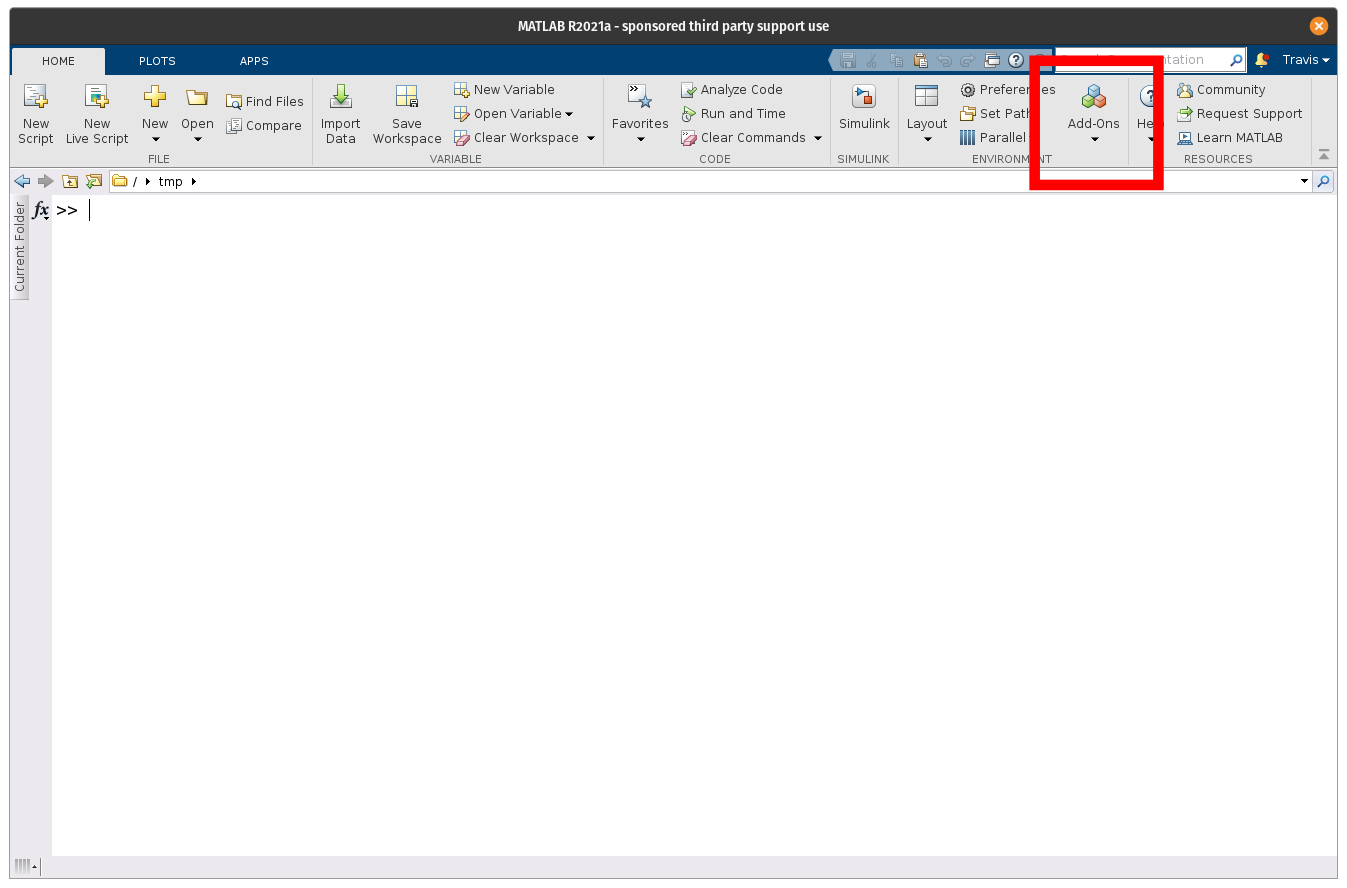 MATLAB R2021a - sponsored third party support use
HOME PLOTS APPS
Travis
New Script
New Live Script
New
Open
Find Files
Compare
FILE
Import Data
Save Workspace
New Variable
Open Variable
Clear Workspace
VARIABLE
Favorites
Analyze Code
Run and Time
Clear Commands
CODE
Simulink
SIMULINK
Layout
Preferences
Set Path
Parallel
ENVIRONMENT
Add-Ons
Community
Request Support
Learn MATLAB
RESOURCES
/ tmp
Current Folder
fx >>